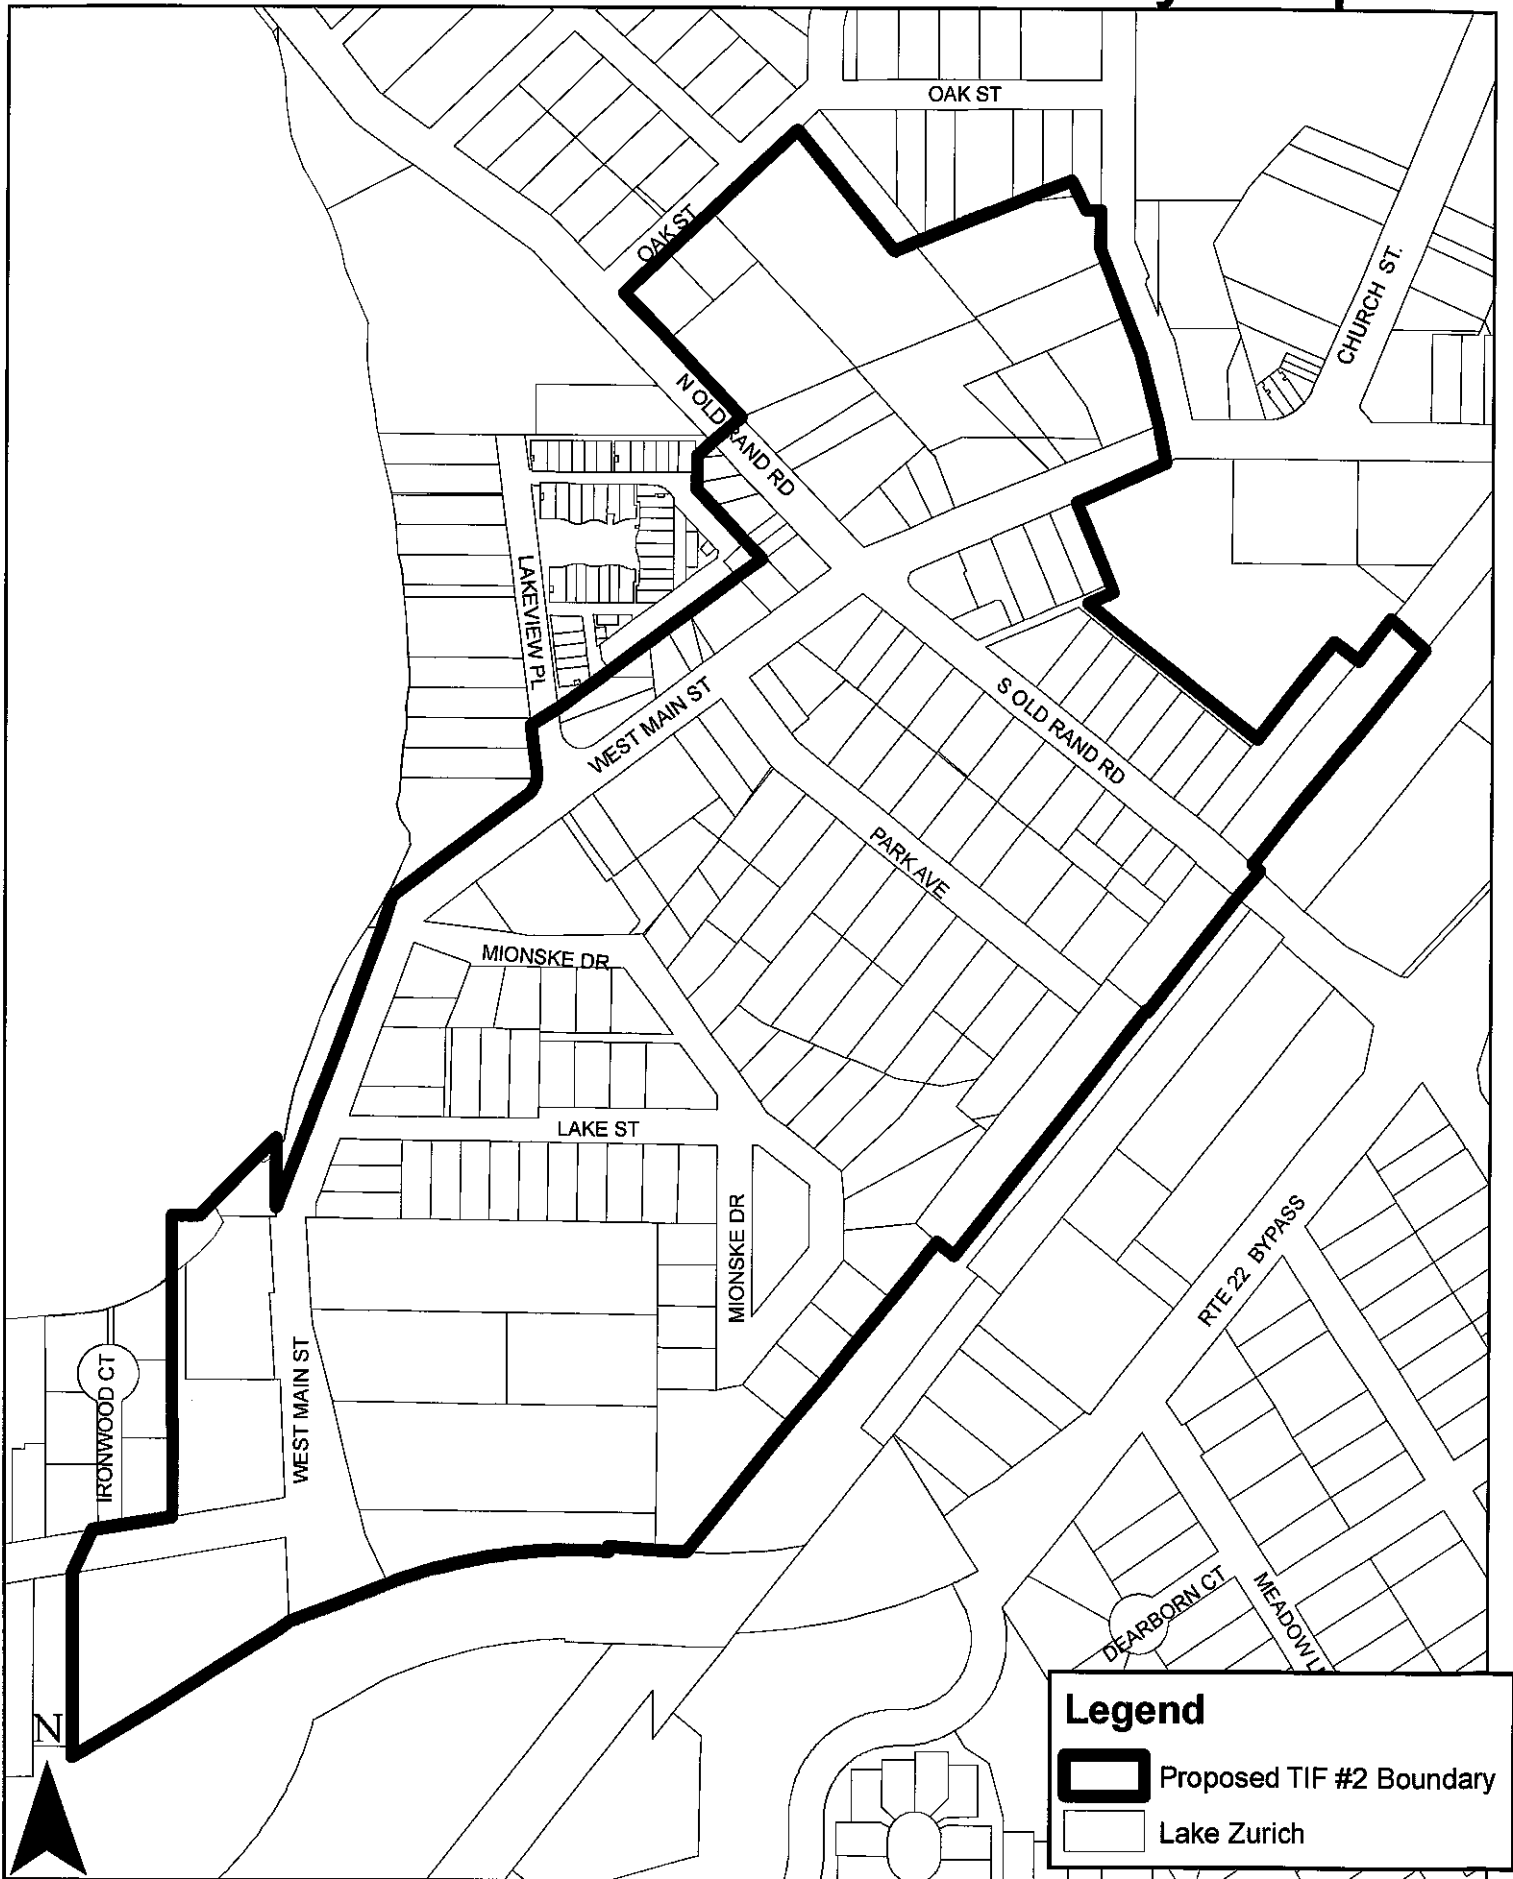 OAK ST
OAK ST
CHURCH ST.
N OLD RAND RD
LAKEVIEW PL
WEST MAIN ST
S OLD RAND RD
PARK AVE
MIONSKE DR
LAKE ST
MIONSKE DR
RTE 22 BYPASS
IRONWOOD CT
WEST MAIN ST
DEARBORN CT
MEADOW
N
Legend
Proposed TIF #2 Boundary
Lake Zurich